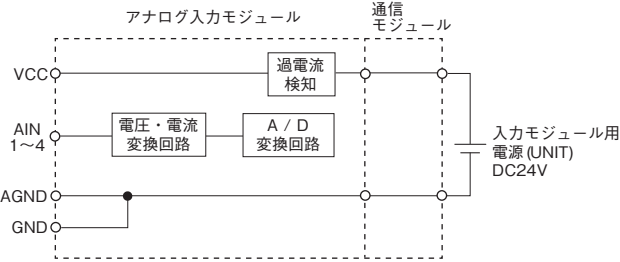 アナログ入力モジュール
通信
モジュール
VCC
過電流
検知
AIN
1~4
電圧・電流
変換回路
A / D
変換回路
入力モジュール用
電源(UNIT)
DC24V
AGND
GND